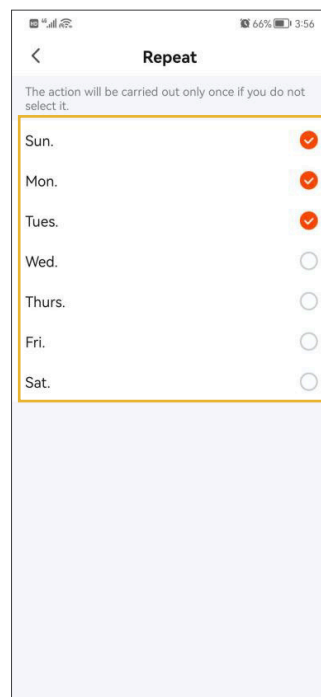 66% 3:56
Repeat
The action will be carried out only once if you do not
select it.
Sun.
Mon.
Tues.
Wed.
Thurs.
Fri.
Sat.